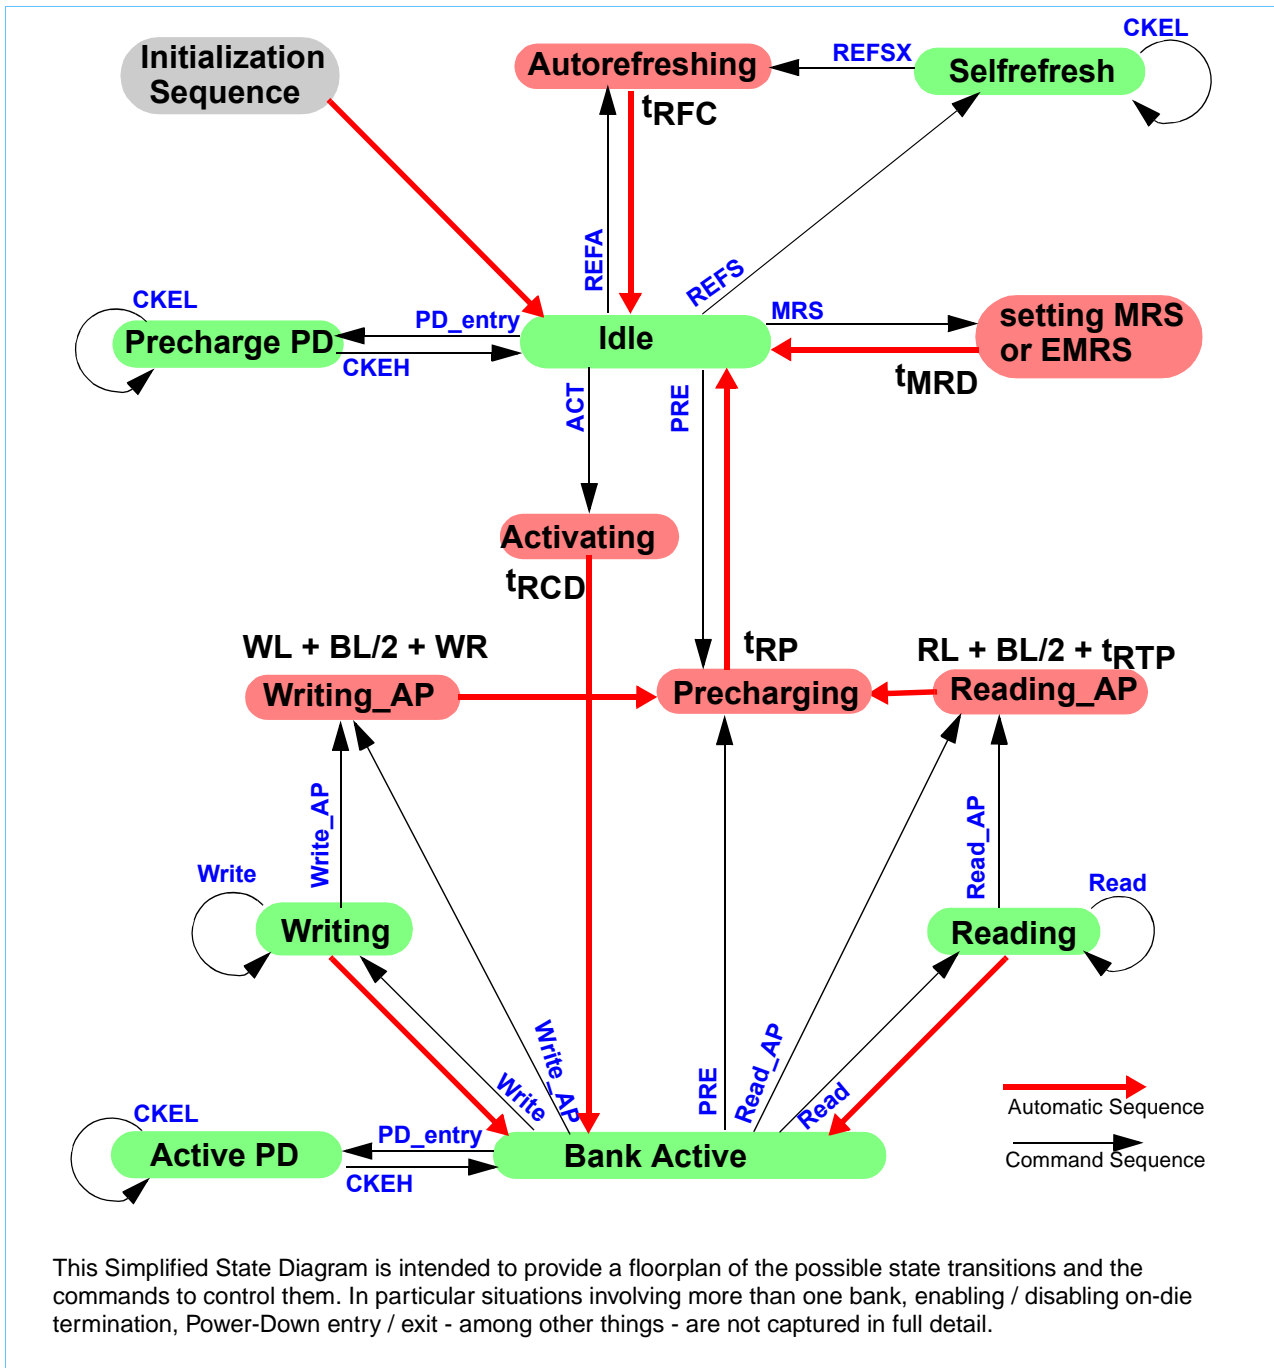 CKEL
Initialization
Sequence
Autorefreshing
REFSX
Selfrefresh
tRFC
REFA
REFS
CKEL
PD_entry
Precharge PD
CKEH
Idle
MRS
setting MRS
or EMRS
tMRD
ACT
PRE
Activating
tRCD
WL + BL/2 + WR
tRP
RL + BL/2 + tRTP
Writing_AP
Precharging
Reading_AP
Write_AP
Read_AP
Write
Read
Writing
Reading
Write_AP
Write
PRE
Read_AP
Read
Automatic Sequence
CKEL
PD_entry
Active PD
CKEH
Bank Active
Command Sequence
This Simplified State Diagram is intended to provide a floorplan of the possible state transitions and the
commands to control them. In particular situations involving more than one bank, enabling / disabling on-die
termination, Power-Down entry / exit - among other things - are not captured in full detail.